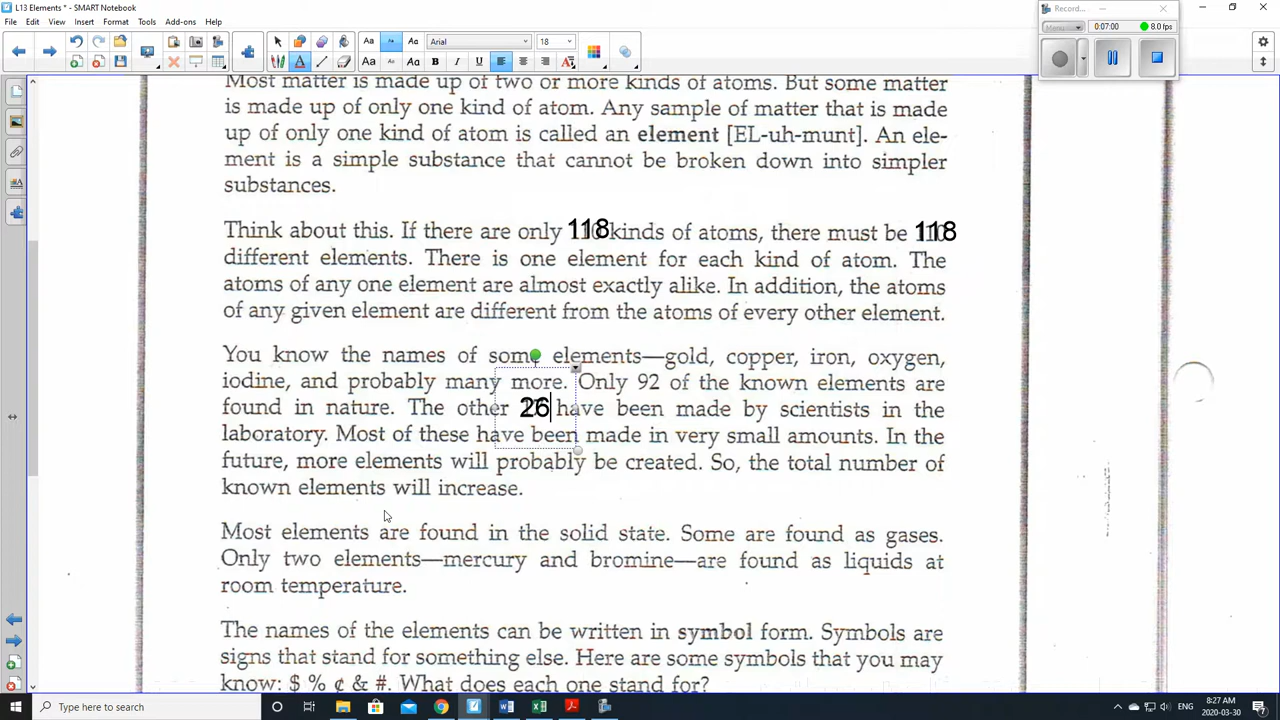 L13 Elements * - SMART Notebook
File Edit View Insert Format Tools Add-ons Help
Record...
Menu
0:07:00 8.0 fps
Arial 18
Most matter is made up of two or more kinds of atoms. But some matter
is made up of only one kind of atom. Any sample of matter that is made
up of only one kind of atom is called an element [EL-uh-munt]. An ele-
ment is a simple substance that cannot be broken down into simpler
substances.
Think about this. If there are only 118 kinds of atoms, there must be 118
different elements. There is one element for each kind of atom. The
atoms of any one element are almost exactly alike. In addition, the atoms
of any given element are different from the atoms of every other element.
You know the names of some elements—gold, copper, iron, oxygen,
iodine, and probably many more. Only 92 of the known elements are
found in nature. The other 26 have been made by scientists in the
laboratory. Most of these have been made in very small amounts. In the
future, more elements will probably be created. So, the total number of
known elements will increase.
Most elements are found in the solid state. Some are found as gases.
Only two elements—mercury and bromine—are found as liquids at
room temperature.
The names of the elements can be written in symbol form. Symbols are
signs that stand for something else. Here are some symbols that you may
know: $ % ¢ & #. What does each one stand for?
Type here to search
ENG
8:27 AM
2020-03-30